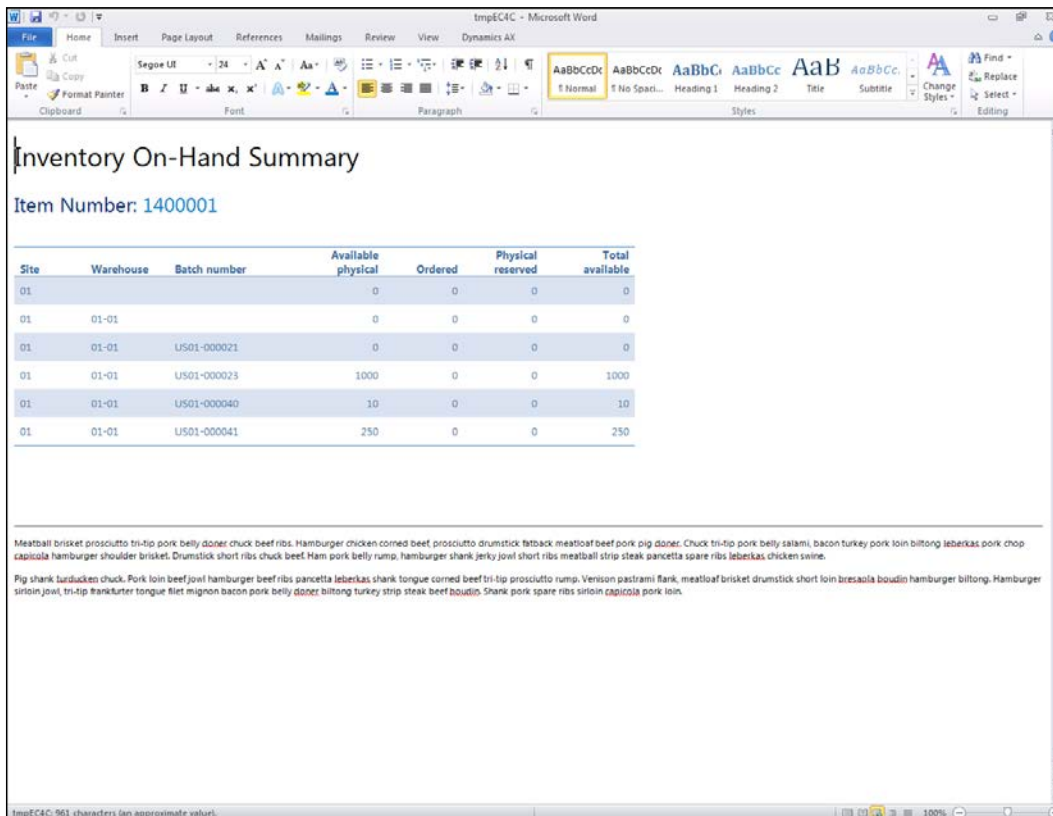 tmpEC4C - Microsoft Word
File Home Insert Page Layout References Mailings Review View Dynamics AX
Paste
Cut
Copy
Format Painter
Clipboard
Segoe UI 24
Font
Paragraph
AaBbCcDc AaBbCcDc AaBbC AaBbCc AaB AaBbCc.
¶ Normal ¶ No Spaci... Heading 1 Heading 2 Title Subtitle
Change Styles
Styles
Find
Replace
Select
Editing
Inventory On-Hand Summary
Item Number: 1400001
Site Warehouse Batch number Available physical Ordered Physical reserved Total available
01 0 0 0 0
01 01-01 0 0 0 0
01 01-01 US01-000021 0 0 0 0
01 01-01 US01-000023 1000 0 0 1000
01 01-01 US01-000040 10 0 0 10
01 01-01 US01-000041 250 0 0 250
Meatball brisket prosciutto tri-tip pork belly doner chuck beef ribs. Hamburger chicken corned beef, prosciutto drumstick fatback meatloaf beef pork pig doner. Chuck tri-tip pork belly salami, bacon turkey pork loin biltong leberkas pork chop
capicola hamburger shoulder brisket. Drumstick short ribs chuck beef. Ham pork belly rump, hamburger shank jerky jowl short ribs meatball strip steak pancetta spare ribs leberkas chicken swine.
Pig shank turducken chuck. Pork loin beef jowl hamburger beef ribs pancetta leberkas shank tongue corned beef tri-tip prosciutto rump. Venison pastrami flank, meatloaf brisket drumstick short loin bresaola boudin hamburger biltong. Hamburger
sirloin jowl, tri-tip frankfurter tongue filet mignon bacon pork belly doner biltong turkey strip steak beef boudin. Shank pork spare ribs sirloin capicola pork loin.
tmpEC4C: 961 characters (an approximate value).
100%